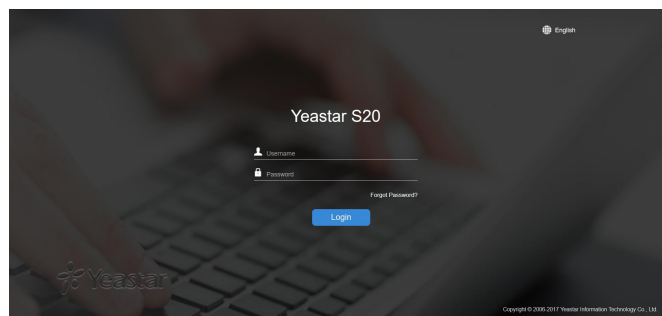 English
Yeastar S20
Username
Password
Forgot Password?
Login
Yeastar
Copyright © 2006-2017 Yeastar Information Technology Co., Ltd.